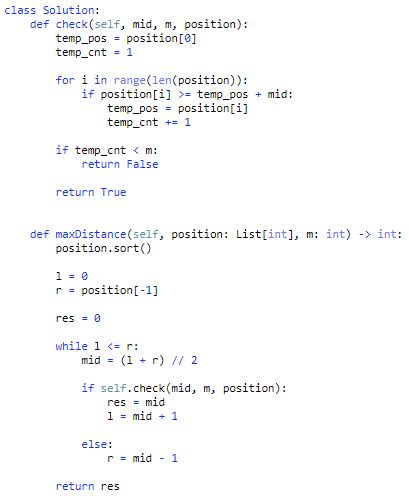 class Solution:
    def check(self, mid, m, position):
        temp_pos = position[0]
        temp_cnt = 1

        for i in range(len(position)):
            if position[i] >= temp_pos + mid:
                temp_pos = position[i]
                temp_cnt += 1

        if temp_cnt < m:
            return False

        return True


    def maxDistance(self, position: List[int], m: int) -> int:
        position.sort()

        l = 0
        r = position[-1]

        res = 0

        while l <= r:
            mid = (l + r) // 2

            if self.check(mid, m, position):
                res = mid
                l = mid + 1

            else:
                r = mid - 1

        return res